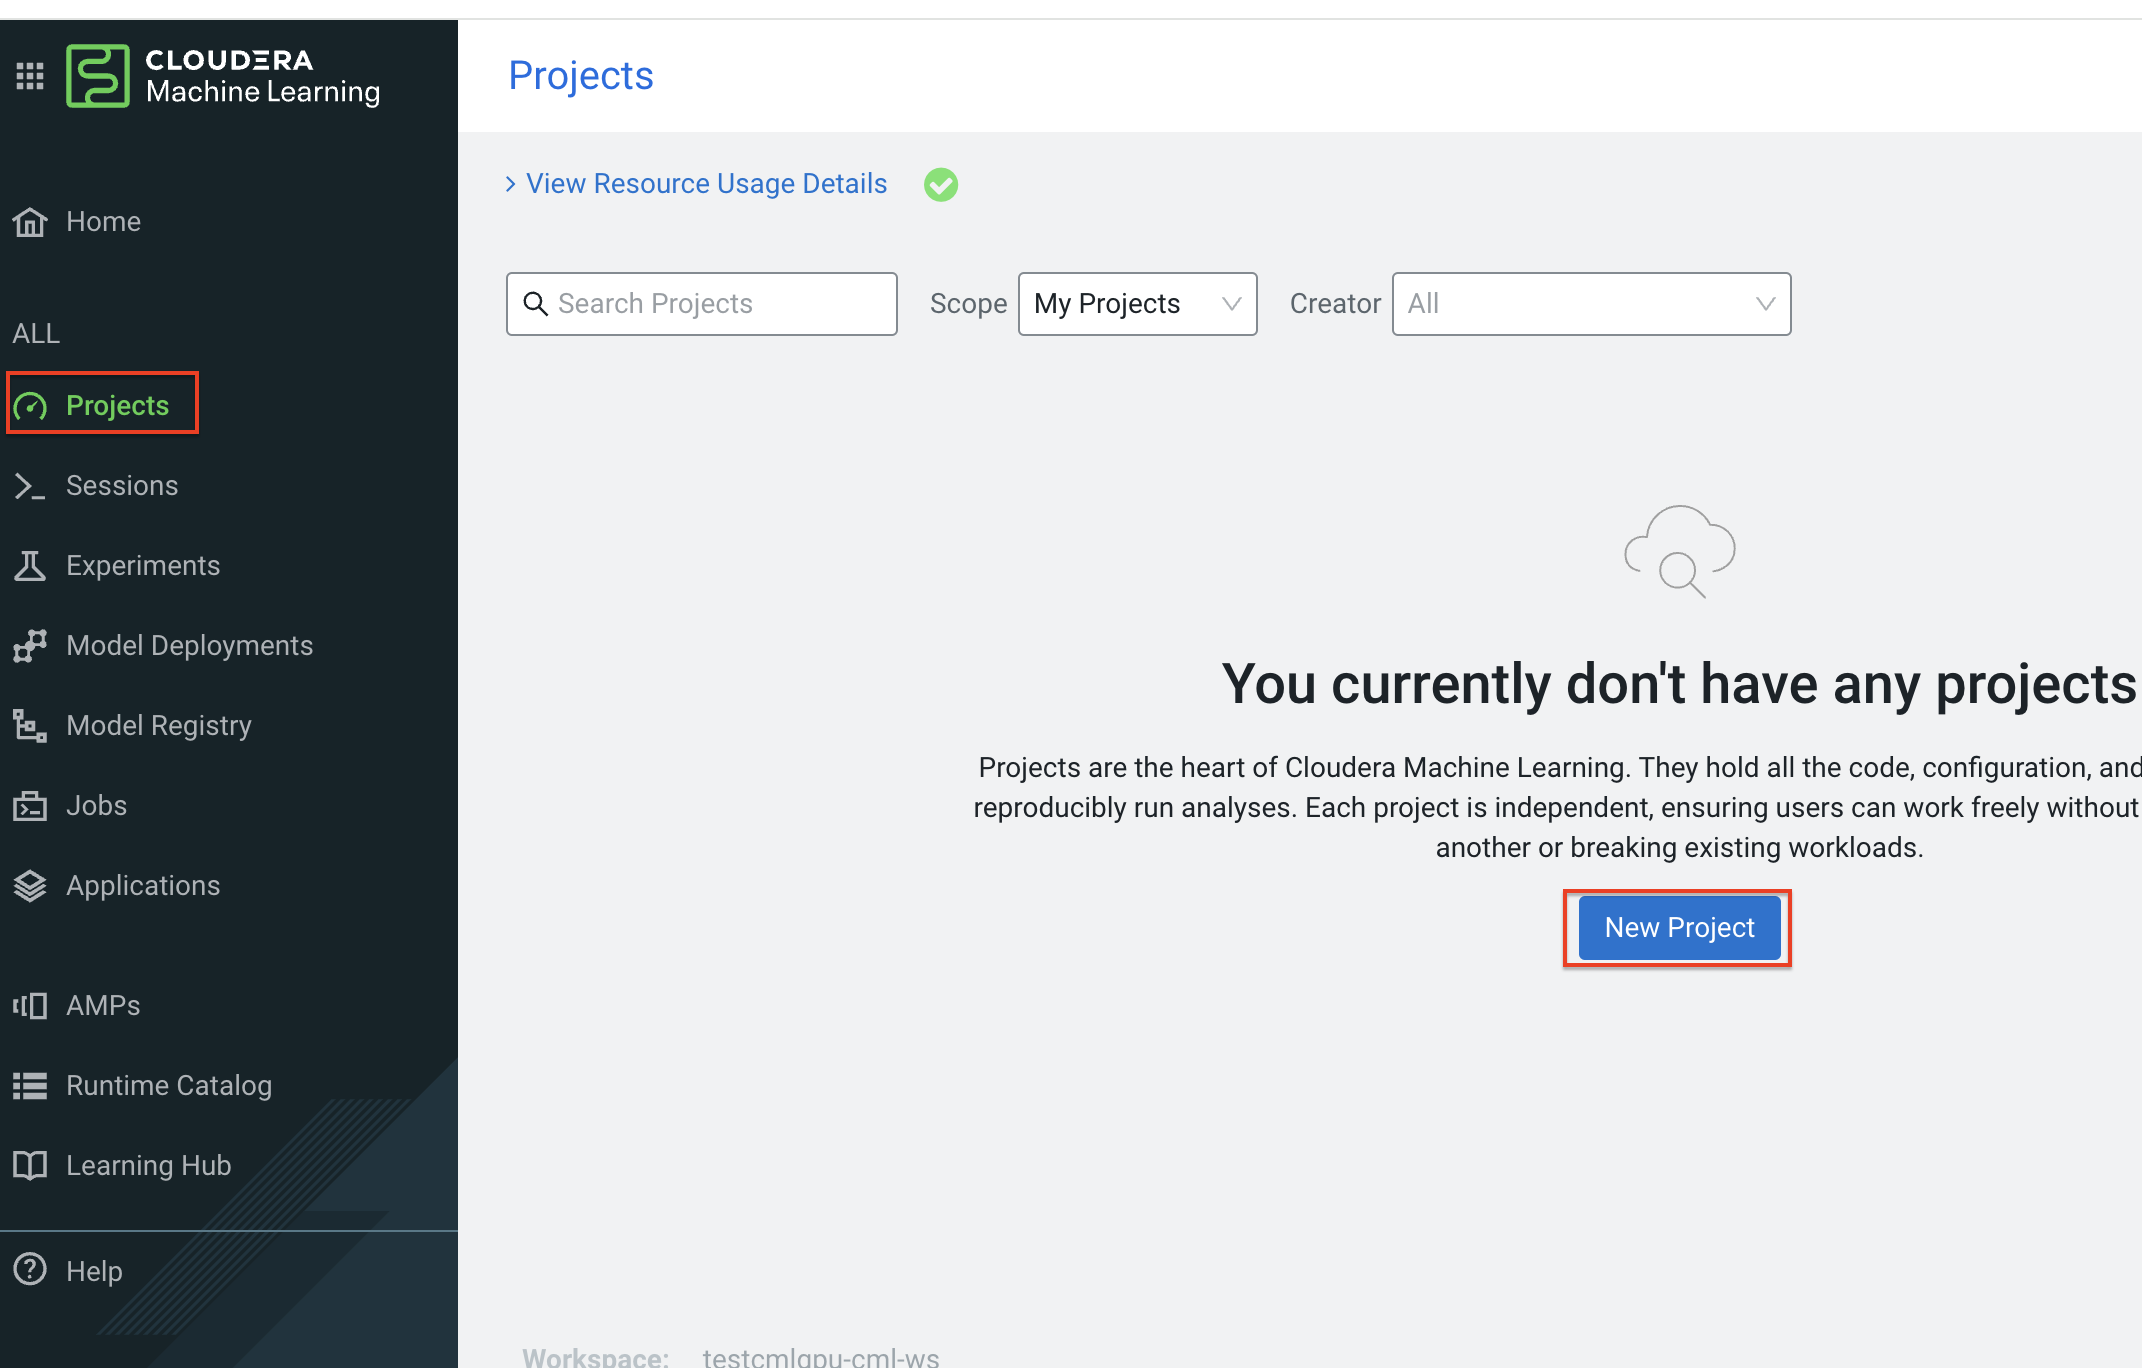 CLOUDERA
Machine Learning
Home
ALL
Projects
Sessions
Experiments
Model Deployments
Model Registry
Jobs
Applications
AMPs
Runtime Catalog
Learning Hub
Help
Projects
View Resource Usage Details
Search Projects
Scope
My Projects
Creator
All
You currently don't have any projects
Projects are the heart of Cloudera Machine Learning. They hold all the code, configuration, and
reproducibly run analyses. Each project is independent, ensuring users can work freely without
another or breaking existing workloads.
New Project
Workspace: testcmlgpu-cml-ws